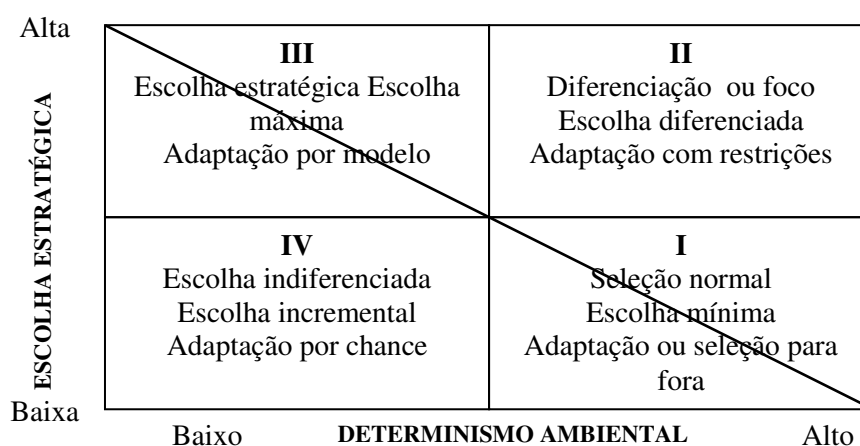 Alta
III
Escolha estratégica Escolha
máxima
Adaptação por modelo
II
Diferenciação ou foco
Escolha diferenciada
Adaptação com restrições
ESCOLHA ESTRATÉGICA
IV
Escolha indiferenciada
Escolha incremental
Adaptação por chance
I
Seleção normal
Escolha mínima
Adaptação ou seleção para
fora
Baixa
Baixo
DETERMINISMO AMBIENTAL
Alto